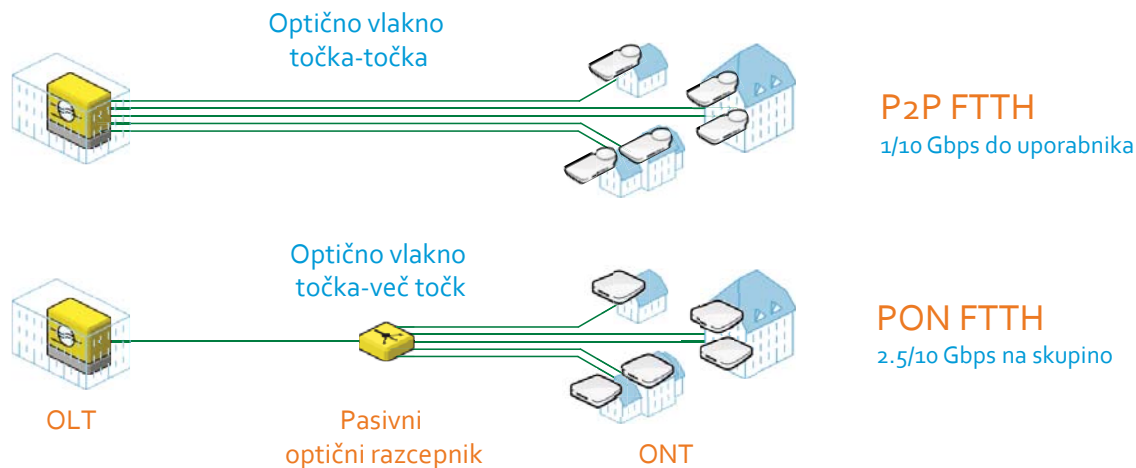 Optično vlakno
točka-točka
P2P FTTH
1/10 Gbps do uporabnika
Optično vlakno
točka-več točk
PON FTTH
2.5/10 Gbps na skupino
OLT
Pasivni
optični razcepnik
ONT